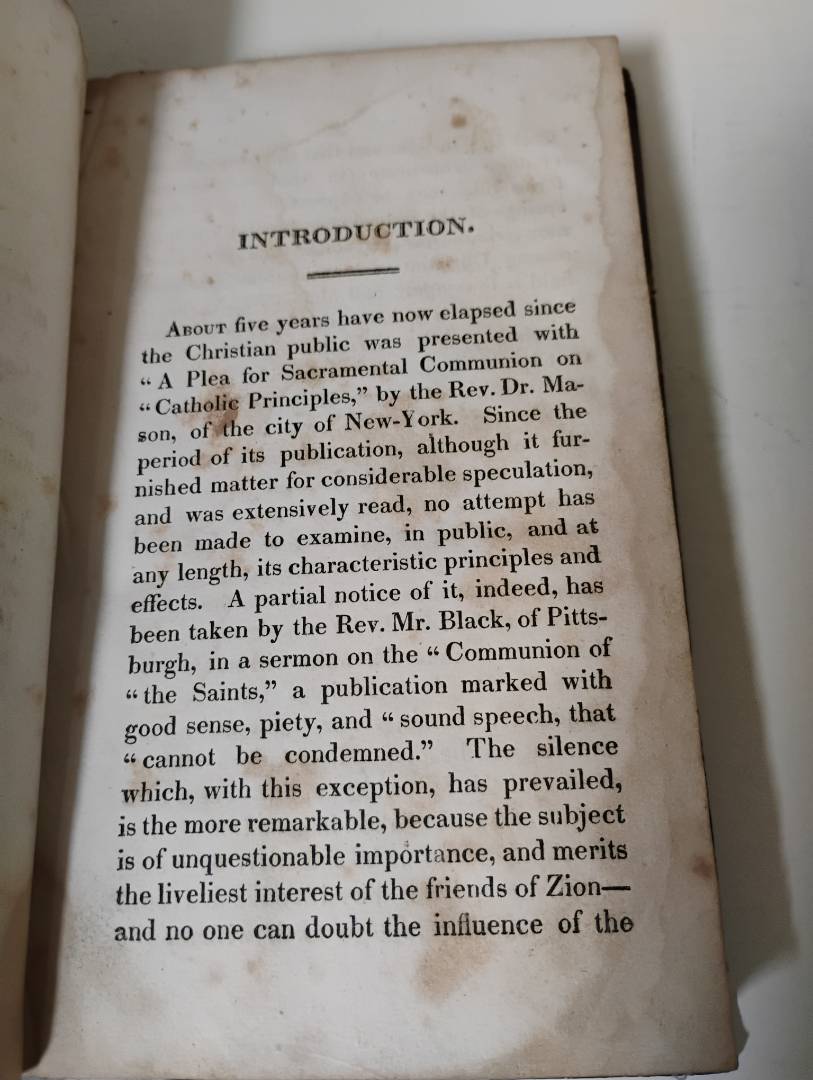 INTRODUCTION.
About five years have now elapsed since
the Christian public was presented with
“ A Plea for Sacramental Communion on
“ Catholic Principles,” by the Rev. Dr. Ma-
son, of the city of New-York. Since the
period of its publication, although it fur-
nished matter for considerable speculation,
and was extensively read, no attempt has
been made to examine, in public, and at
any length, its characteristic principles and
effects. A partial notice of it, indeed, has
been taken by the Rev. Mr. Black, of Pitts-
burgh, in a sermon on the “ Communion of
“ the Saints,” a publication marked with
good sense, piety, and “ sound speech, that
“ cannot be condemned.” The silence
which, with this exception, has prevailed,
is the more remarkable, because the subject
is of unquestionable importance, and merits
the liveliest interest of the friends of Zion—
and no one can doubt the influence of the